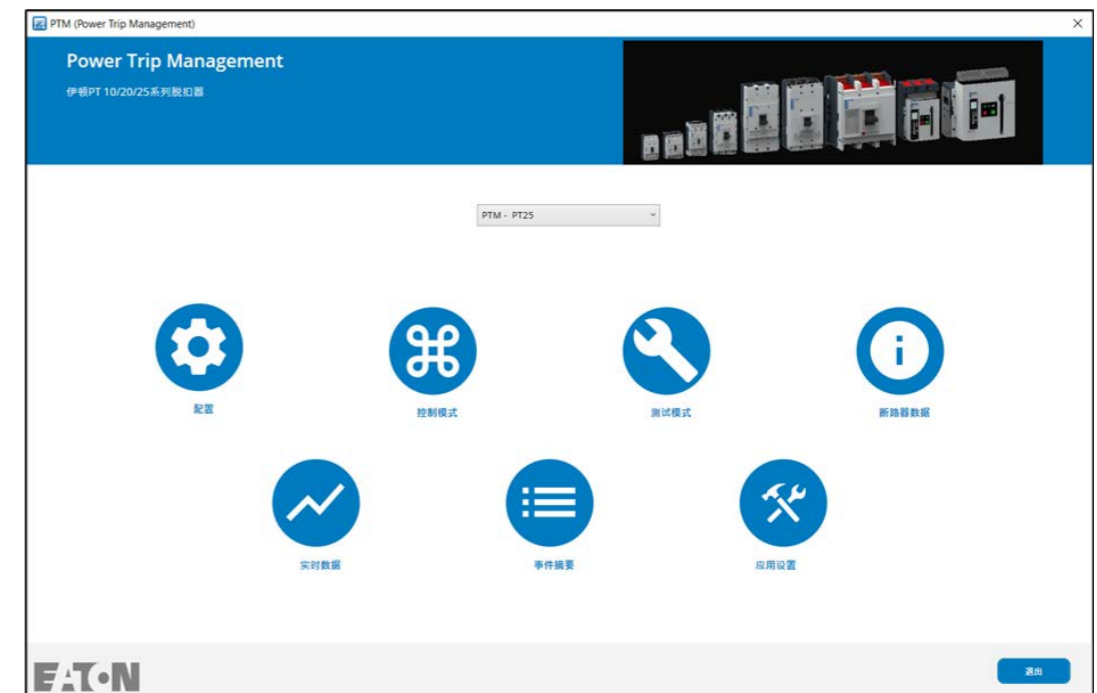 PTM (Power Trip Management)
Power Trip Management
伊顿PT 10/20/25系列脱扣器
PTM - PT25
配置
控制模式
测试模式
断路器数据
实时数据
事件摘要
应用设置
EATON
退出